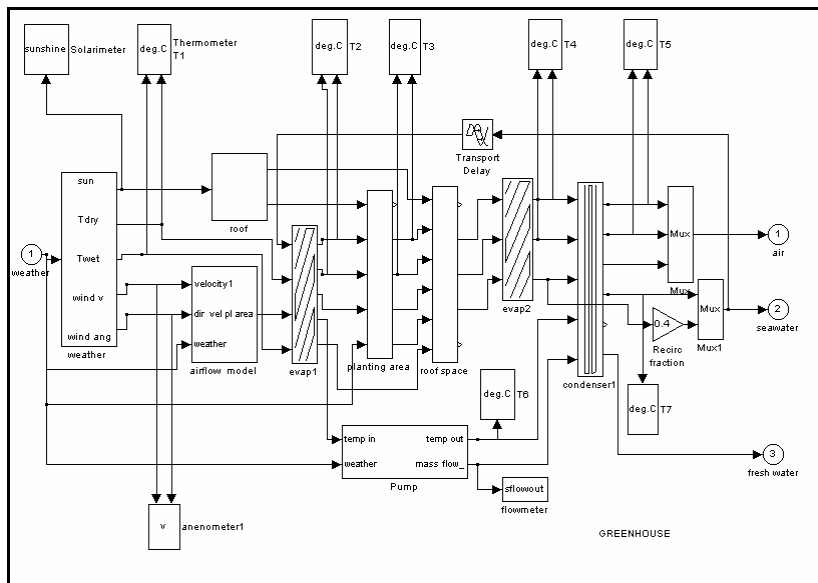 sunshine Solarimeter
deg.C Thermometer
T1
deg.C T2
deg.C T3
deg.C T4
deg.C T5
Transport
Delay
sun
Tdry
Twet
wind v
wind ang
weather
1
weather
roof
velocity1
dir vel pl area
weather
airflow model
evap1
planting area
roof space
evap2
condenser1
Mux
Mux
1
air
Mux
Mux1
2
seawater
0.4
Recirc
fraction
deg.C T6
deg.C T7
temp in
temp out
weather
mass flow_
Pump
sflowout
flowmeter
3
fresh water
v anenometer1
GREENHOUSE